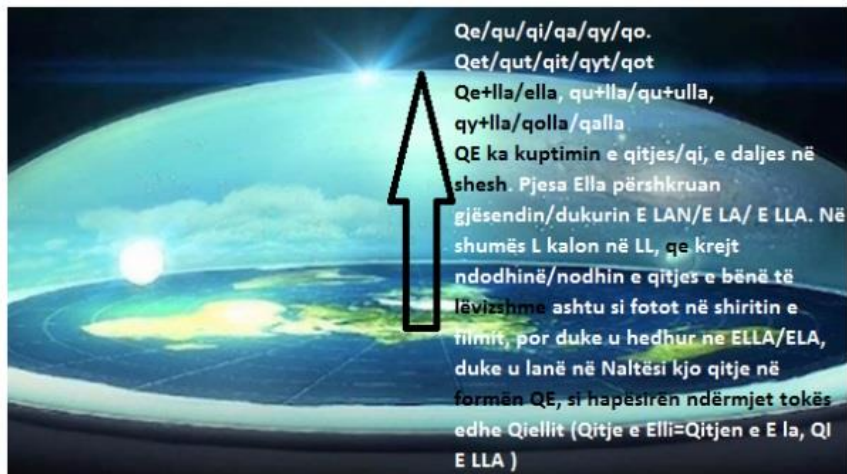 Qe/qu/qi/qa/qy/qo.
Qet/qut/qit/qyt/qot
Qe+lla/ella, qu+lla/qu+ulla,
qy+lla/qolla/qalla
QE ka kuptimin e qitjes/qi, e daljes në
shesh. Pjesa Ella përshkruan
gjësendin/dukurin E LAN/E LA/ E LLA. Në
shumës L kalon në LL, qe krejt
ndodhinë/nodhin e qitjes e bënë të
lëvizshme ashtu si fotot në shiritin e
filmit, por duke u hedhur ne ELLA/ELA,
duke u lanë në Naltësi kjo qitje në
formën QE, si hapësirën ndërmjet tokës
edhe Qiellit (Qitje e Elli=Qitjen e E la, QI
E LLA )